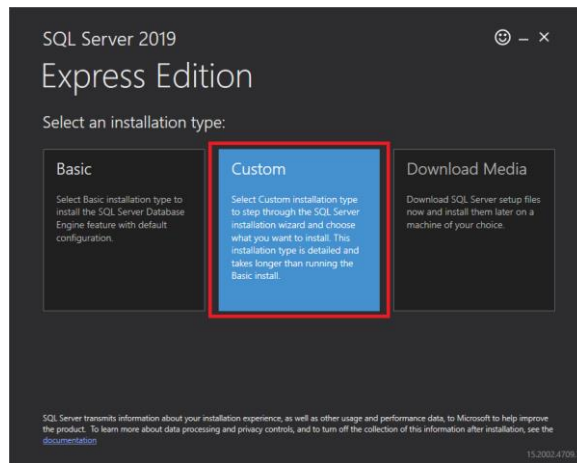 SQL Server 2019
Express Edition
Select an installation type:
Basic
Select Basic installation type to
install the SQL Server Database
Engine feature with default
configuration.
Custom
Select Custom installation type
to step through the SQL Server
installation wizard and choose
what you want to install. This
installation type is detailed and
takes longer than running the
Basic install.
Download Media
Download SQL Server setup files
now and install them later on a
machine of your choice.
SQL Server transmits information about your installation experience, as well as other usage and performance data, to Microsoft to help improve
the product. To learn more about data processing and privacy controls, and to turn off the collection of this information after installation, see the
documentation
15.2002.4709.